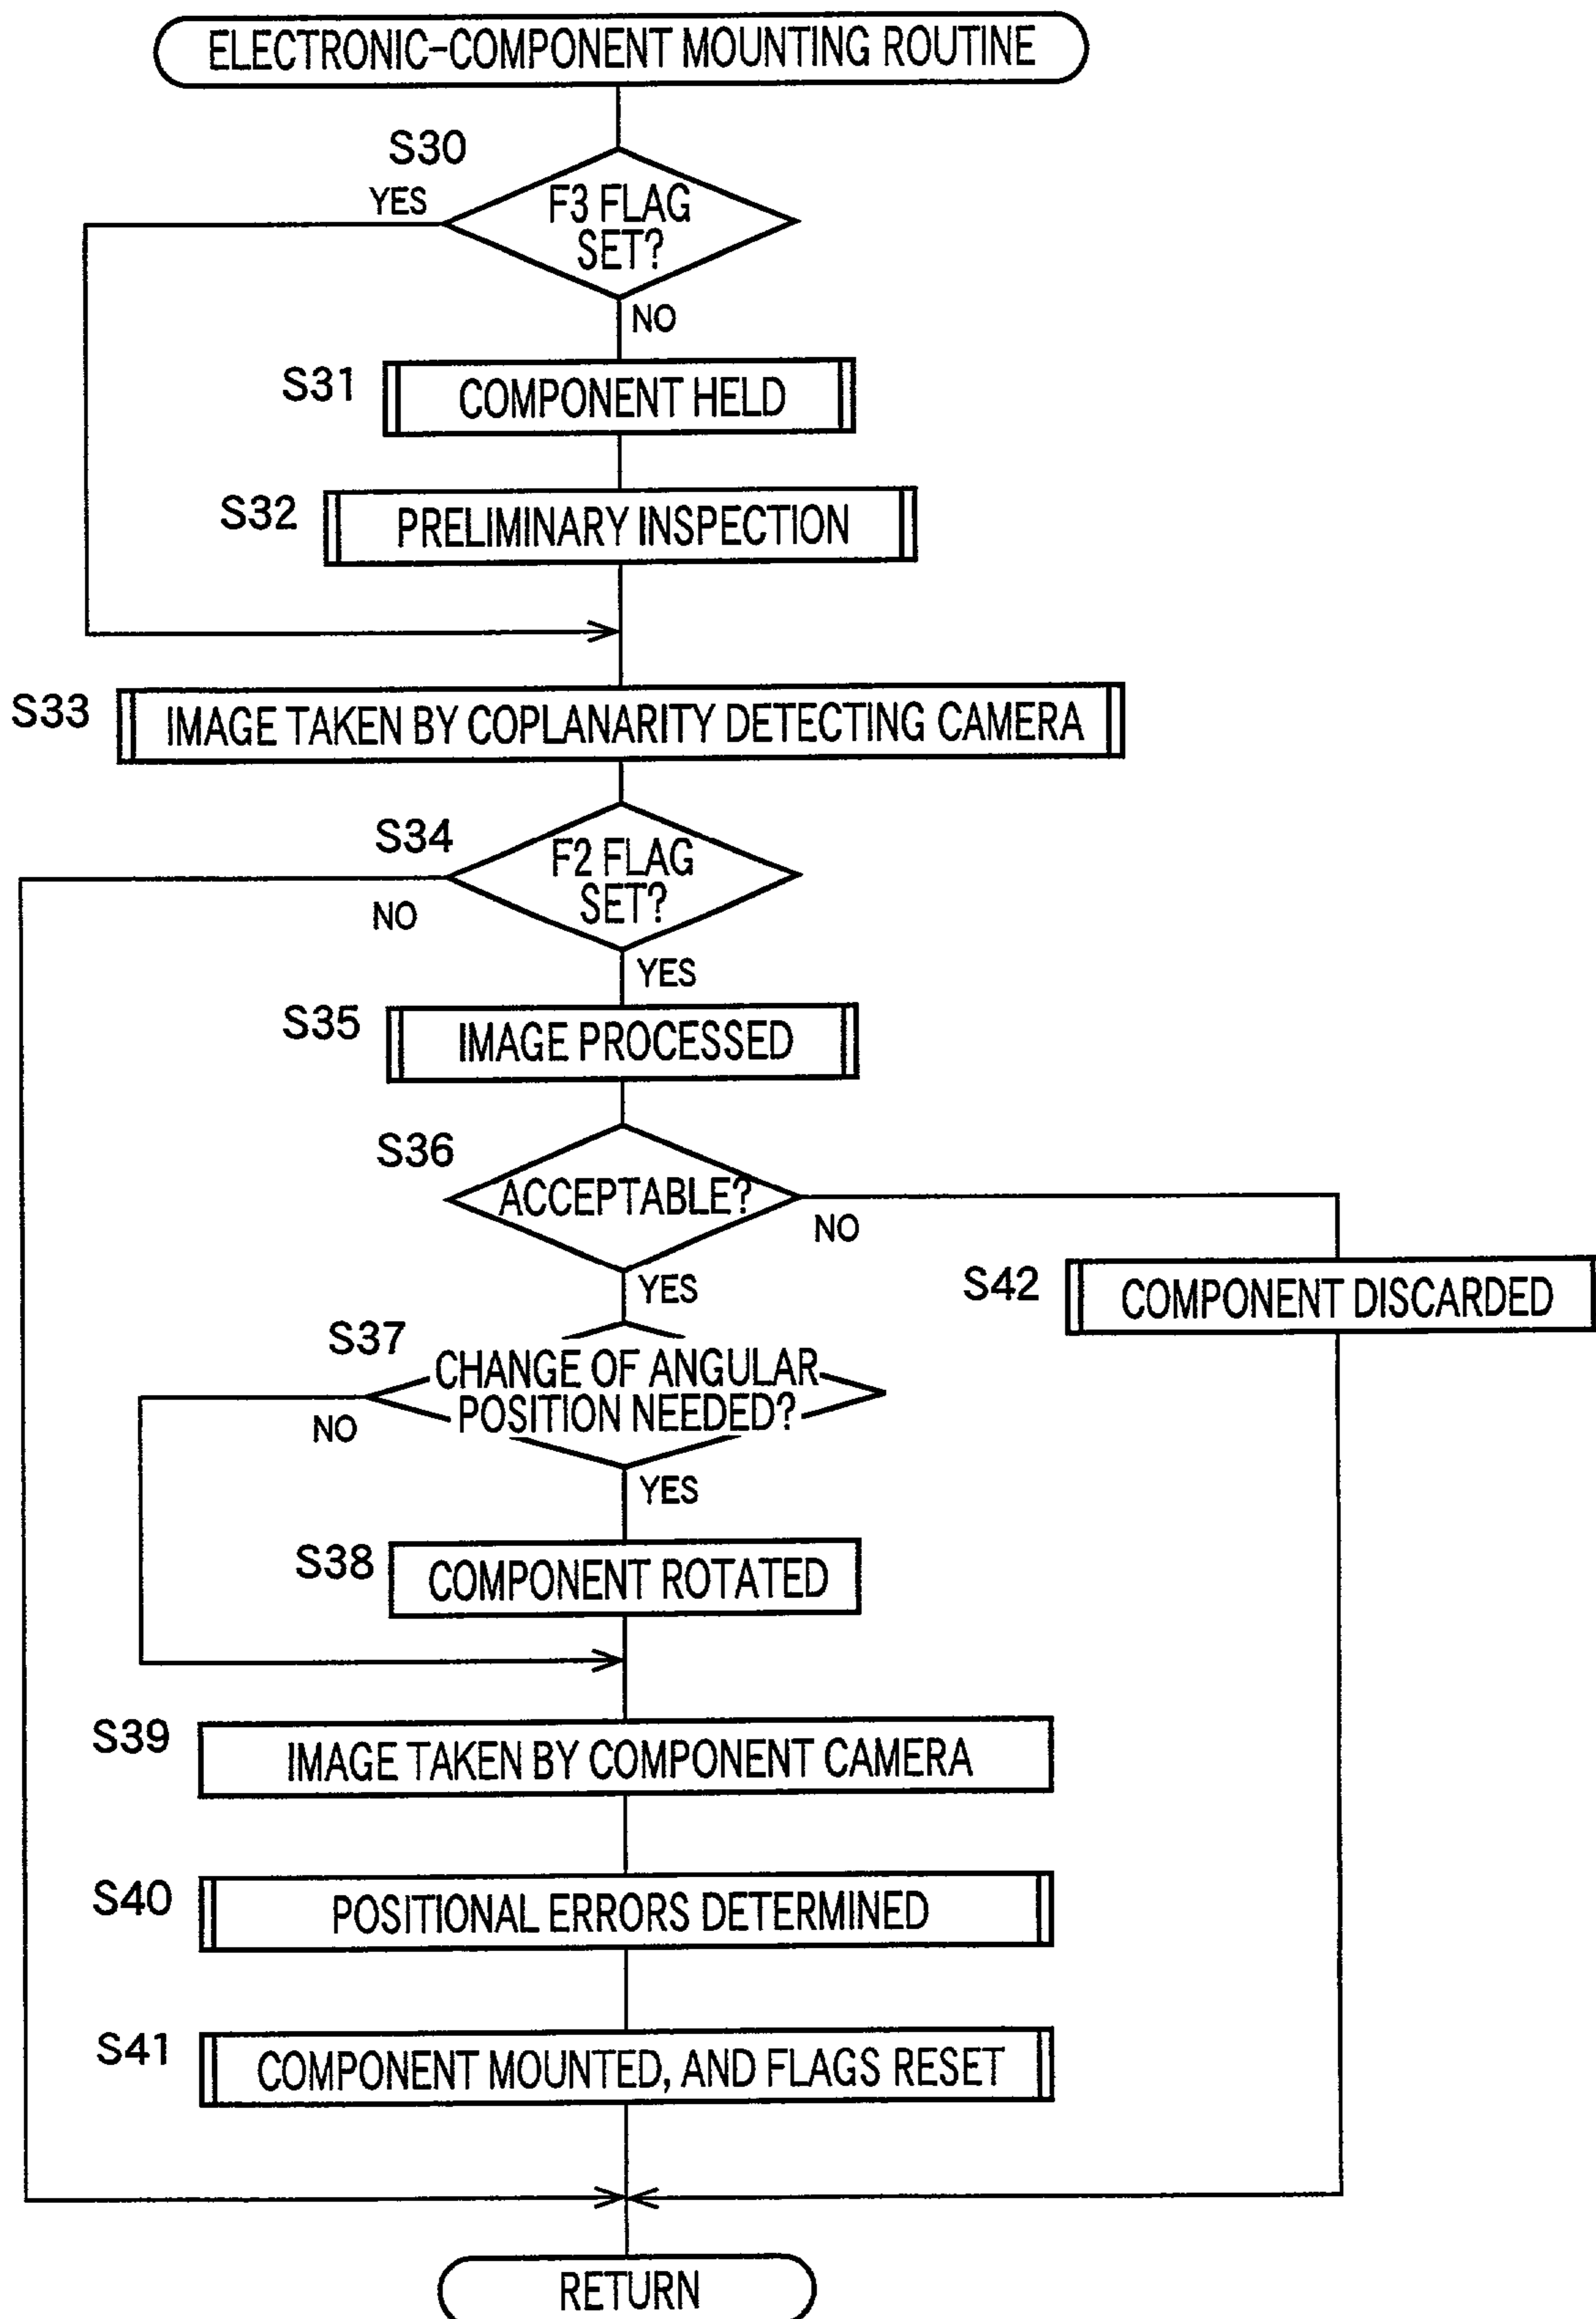 ELECTRONIC-COMPONENT MOUNTING ROUTINE
S30
YES
F3 FLAG
SET?
NO
S31
COMPONENT HELD
S32
PRELIMINARY INSPECTION
S33
IMAGE TAKEN BY COPLANARITY DETECTING CAMERA
S34
F2 FLAG
SET?
NO
YES
S35
IMAGE PROCESSED
S36
ACCEPTABLE?
NO
YES
S42
COMPONENT DISCARDED
S37
CHANGE OF ANGULAR
POSITION NEEDED?
NO
YES
S38
COMPONENT ROTATED
S39
IMAGE TAKEN BY COMPONENT CAMERA
S40
POSITIONAL ERRORS DETERMINED
S41
COMPONENT MOUNTED, AND FLAGS RESET
RETURN